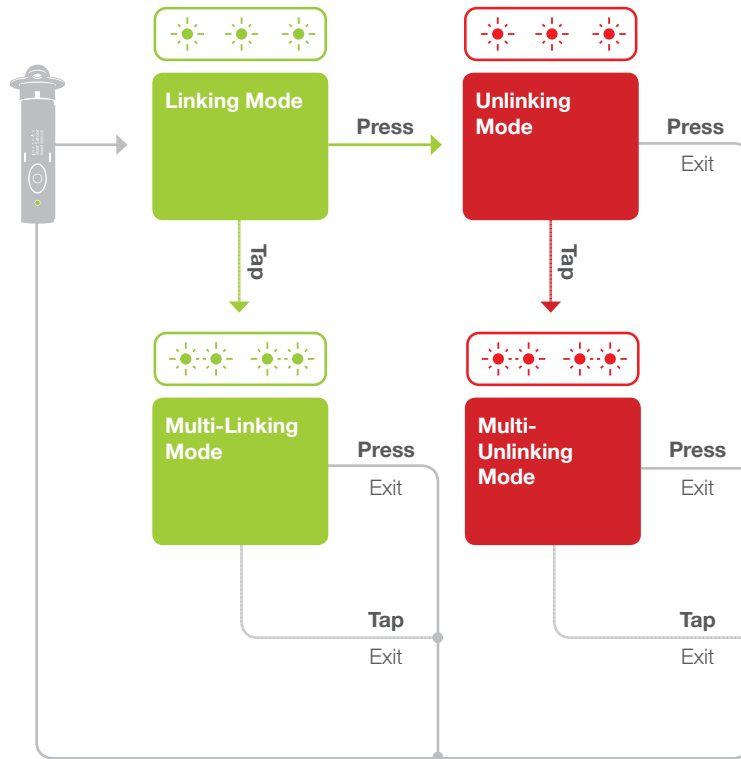 Linking Mode
Press
Unlinking
Mode
Press
Exit
Tap
Tap
Multi-Linking
Mode
Press
Exit
Multi-
Unlinking
Mode
Press
Exit
Tap
Exit
Tap
Exit